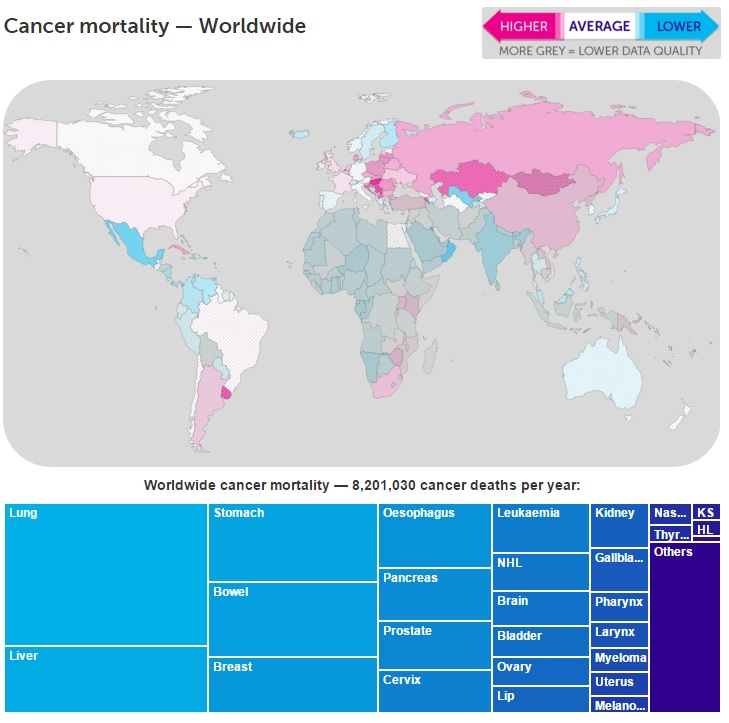 Cancer mortality — Worldwide
HIGHER AVERAGE LOWER
MORE GREY = LOWER DATA QUALITY
Worldwide cancer mortality — 8,201,030 cancer deaths per year:
Lung
Liver
Stomach
Bowel
Breast
Oesophagus
Pancreas
Prostate
Cervix
Leukaemia
NHL
Brain
Bladder
Ovary
Lip
Kidney
Gallbla...
Pharynx
Larynx
Myeloma
Uterus
Melano...
Nas...
KS
Thyr...
HL
Others